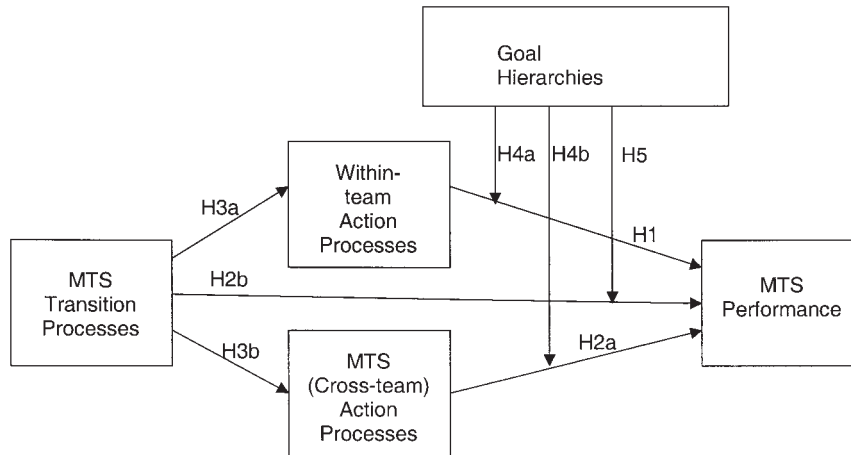 Goal
Hierarchies
H4a
H4b
H5
Within-
team
Action
Processes
H3a
H1
MTS
Transition
Processes
H2b
MTS
Performance
H3b
MTS
(Cross-team)
Action
Processes
H2a